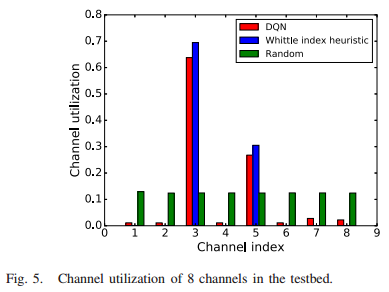 0.8
0.7
0.6
0.5
0.4
0.3
0.2
0.1
0.0
Channel utilization
DQN
Whittle index heuristic
Random
0 1 2 3 4 5 6 7 8 9
Channel index
Fig. 5. Channel utilization of 8 channels in the testbed.